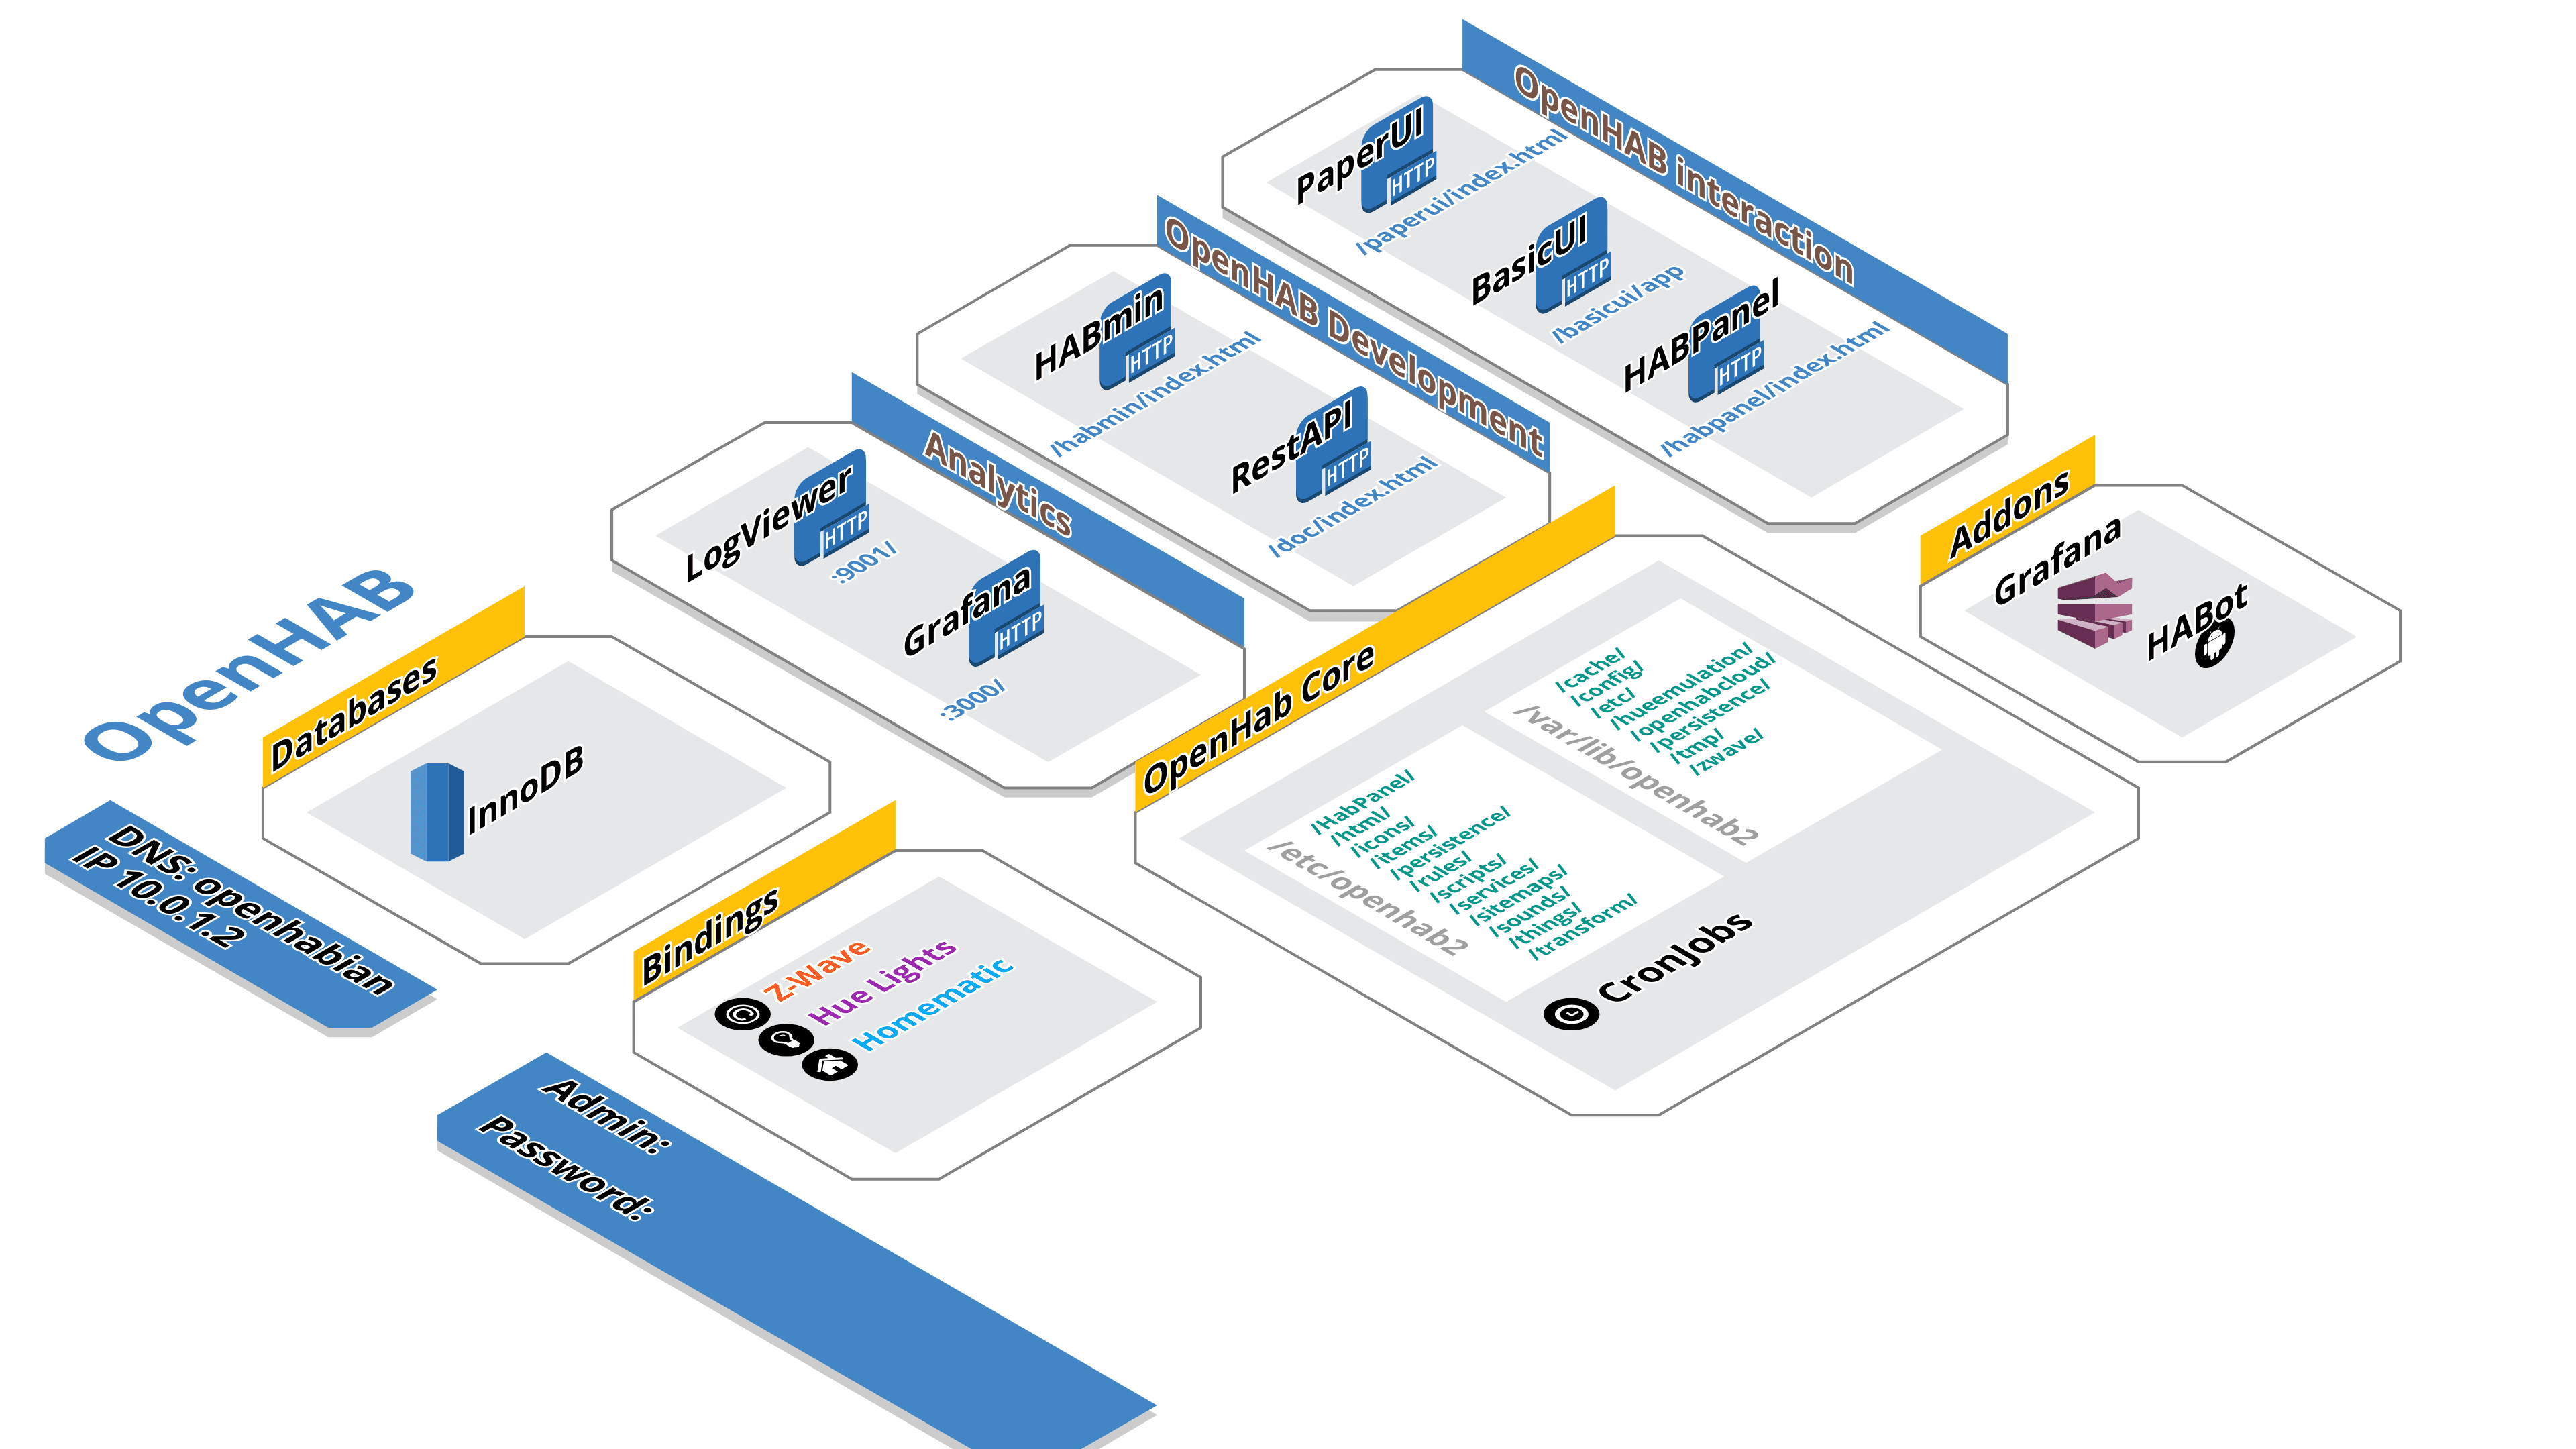 OpenHAB interaction
PaperUI
HTTP
/paperui/index.html
BasicUI
HTTP
/basicui/app
HABPanel
HTTP
/habpanel/index.html
OpenHAB Development
HABmin
HTTP
/habmin/index.html
RestAPI
HTTP
/doc/index.html
Analytics
LogViewer
HTTP
:9001/
Grafana
HTTP
:3000/
Addons
Grafana
HABot
OpenHAB
DNS: openhabian
IP 10.0.1.2
Databases
InnoDB
OpenHab Core
/cache/
/config/
/etc/
/hueemulation/
/openhabcloud/
/persistence/
/tmp/
/zwave/
/var/lib/openhab2
/HabPanel/
/html/
/icons/
/items/
/persistence/
/rules/
/scripts/
/services/
/sitemaps/
/sounds/
/things/
/transform/
/etc/openhab2
CronJobs
Bindings
Z-Wave
Hue Lights
Homematic
Admin:
Password: